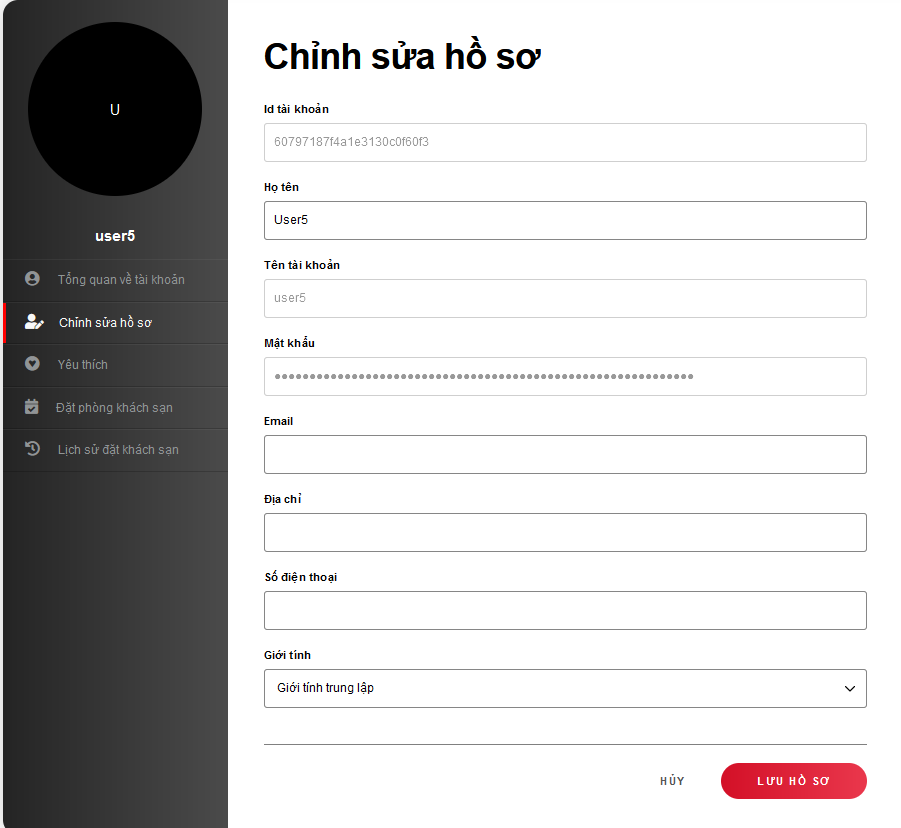 U
user5
Tổng quan về tài khoản
Chỉnh sửa hồ sơ
Yêu thích
Đặt phòng khách sạn
Lịch sử đặt khách sạn
Chỉnh sửa hồ sơ
Id tài khoản
60797187f4a1e3130c0f60f3
Họ tên
User5
Tên tài khoản
user5
Mật khẩu
Email
Địa chỉ
Số điện thoại
Giới tính
Giới tính trung lập
HỦY
LƯU HỒ SƠ